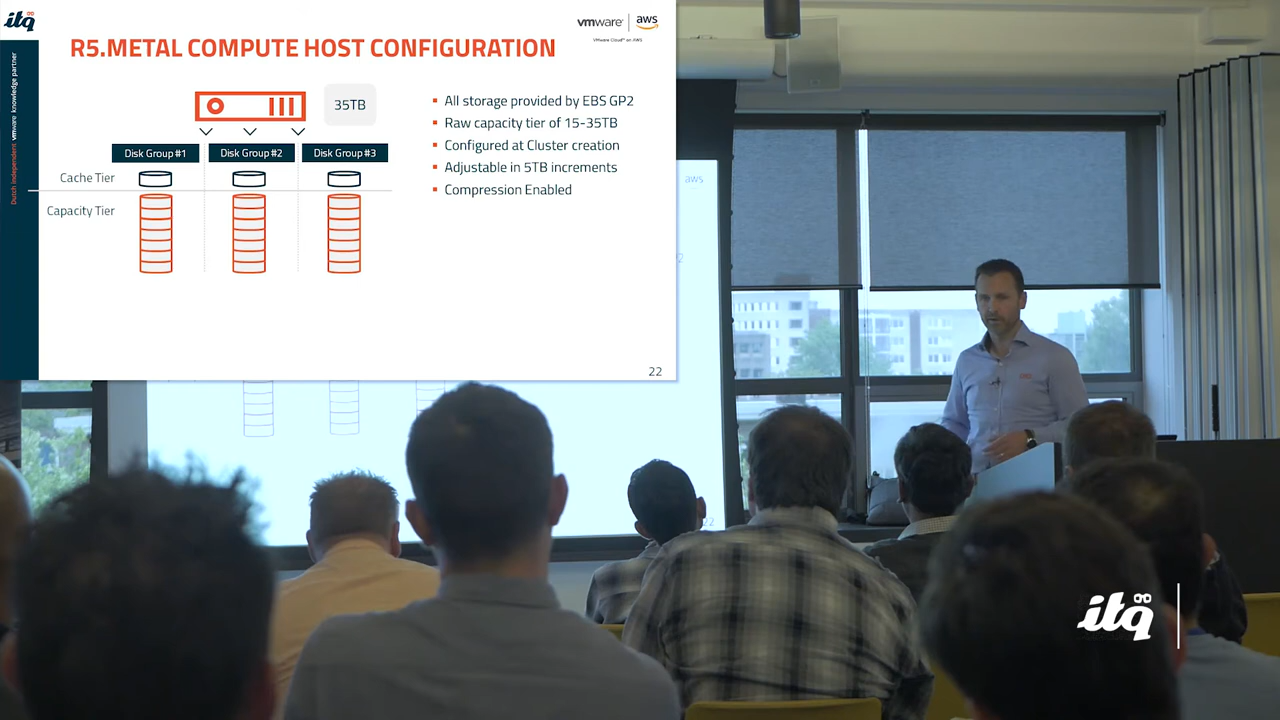 itq
vmware | aws
VMware Cloud™ on AWS
R5.METAL COMPUTE HOST CONFIGURATION
Dutch independent vmware knowledge partner
35TB
Disk Group #1
Disk Group #2
Disk Group #3
Cache Tier
Capacity Tier
▪ All storage provided by EBS GP2
▪ Raw capacity tier of 15-35TB
▪ Configured at Cluster creation
▪ Adjustable in 5TB increments
▪ Compression Enabled
22
aws
22
itq